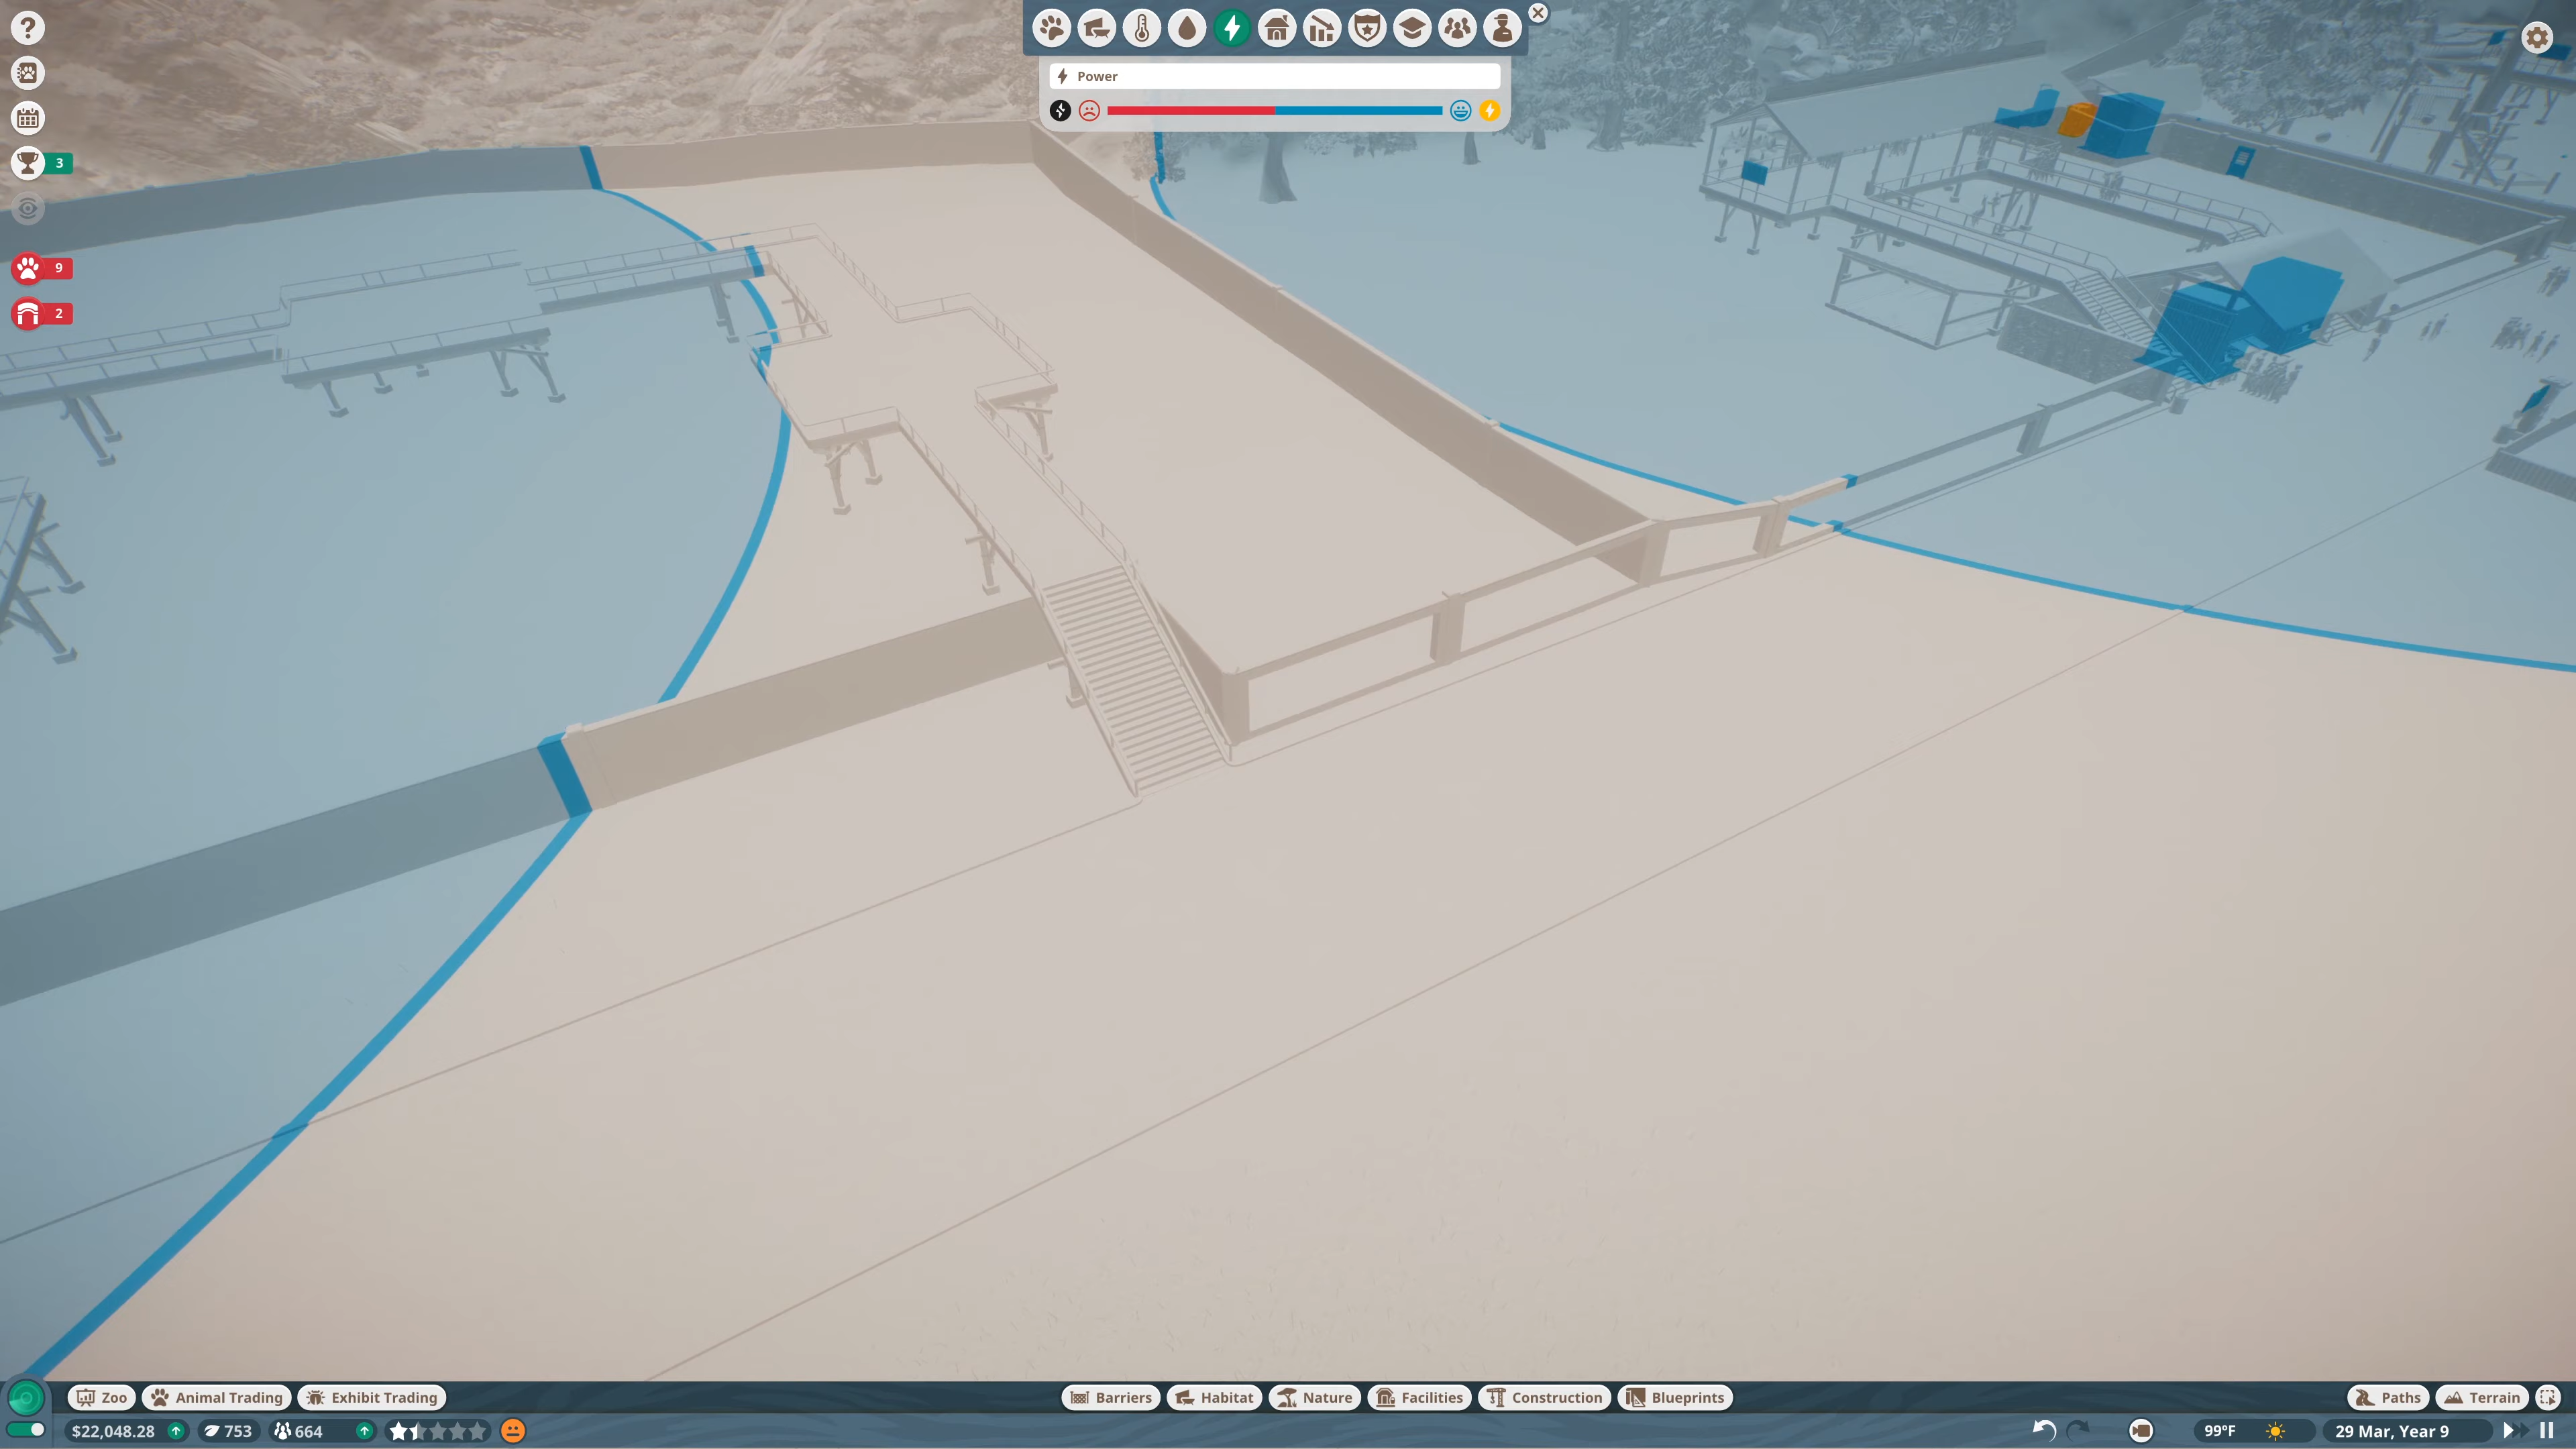 ?
Power
3
9
2
Zoo
Animal Trading
Exhibit Trading
Barriers
Habitat
Nature
Facilities
Construction
Blueprints
Paths
Terrain
$22,048.28
753
664
99°F
29 Mar, Year 9